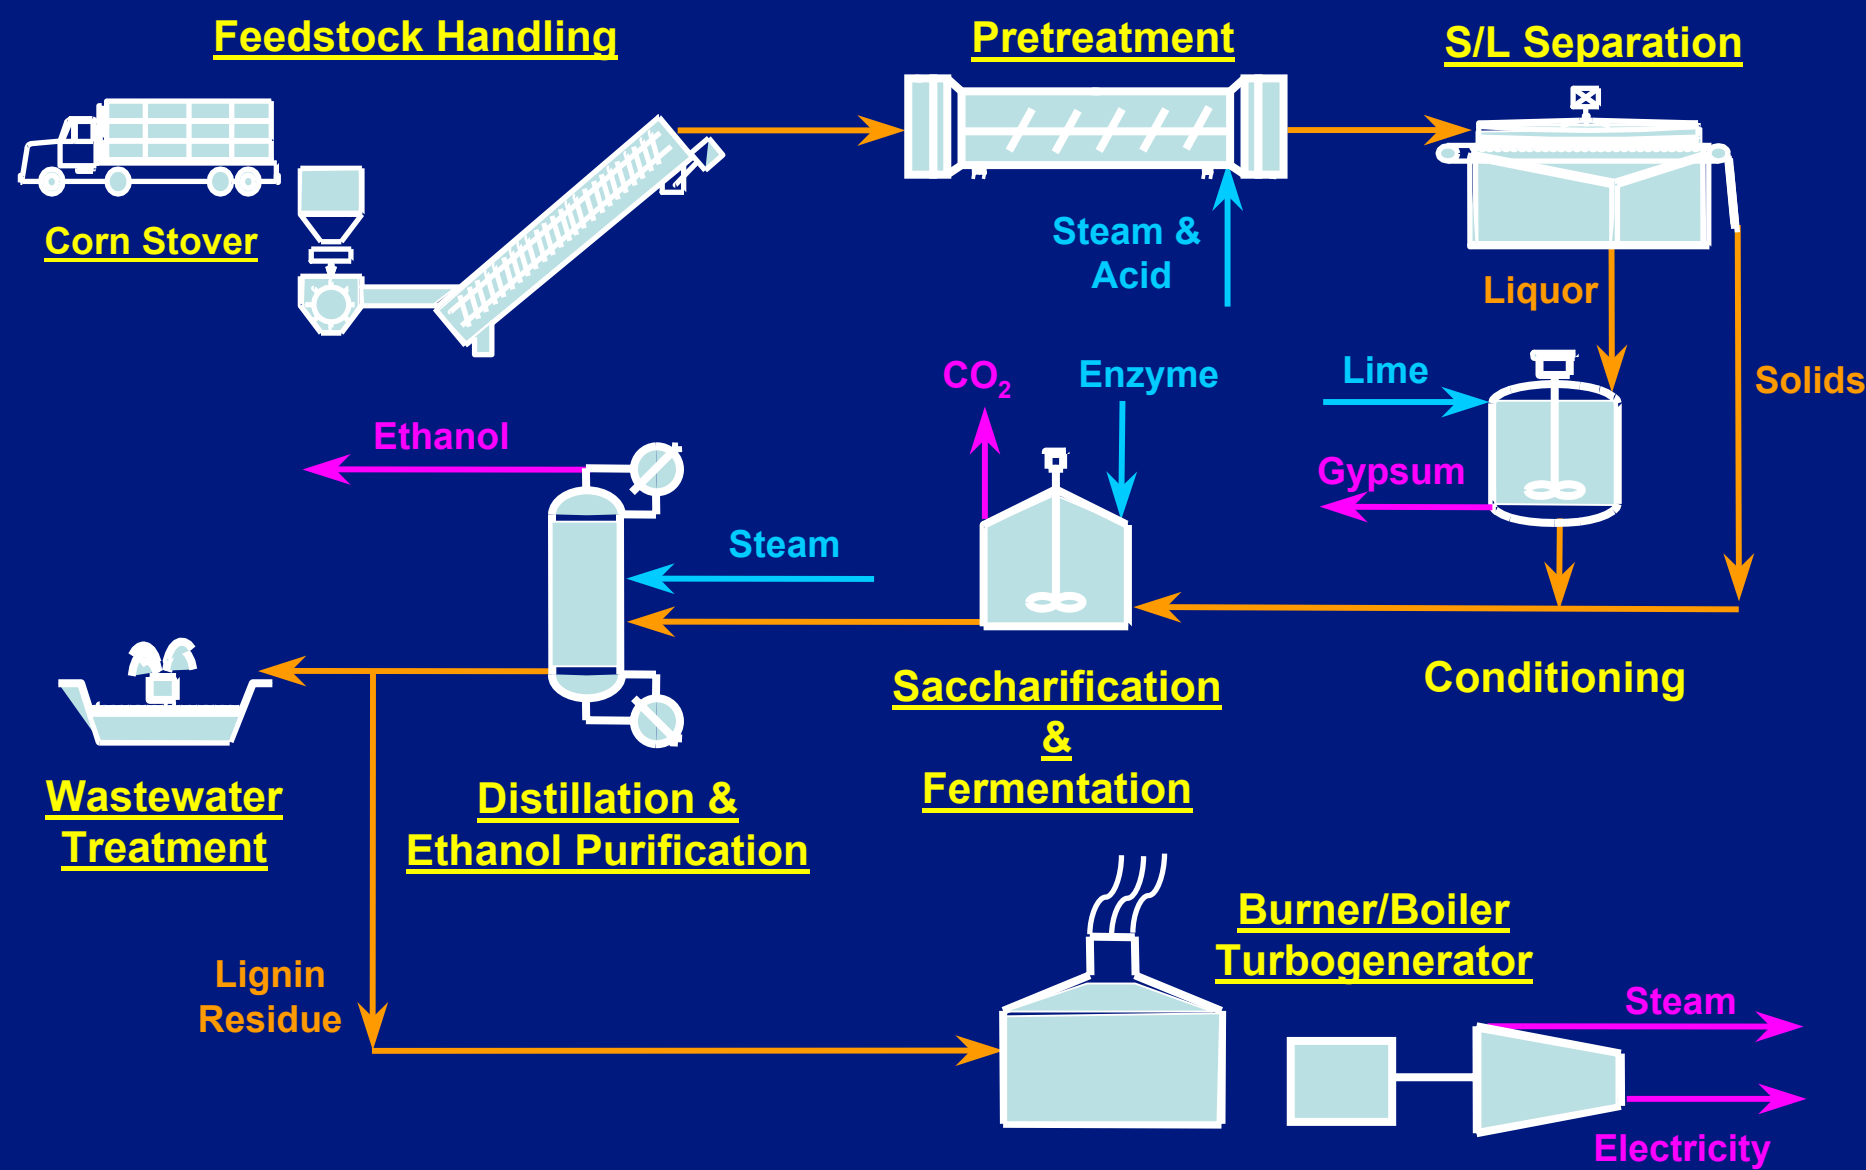 Feedstock Handling
Pretreatment
S/L Separation
Corn Stover
Steam &
Acid
Liquor
Solids
CO₂
Enzyme
Lime
Ethanol
Gypsum
Steam
Saccharification
&
Fermentation
Conditioning
Wastewater
Treatment
Distillation &
Ethanol Purification
Burner/Boiler
Turbogenerator
Lignin
Residue
Steam
Electricity